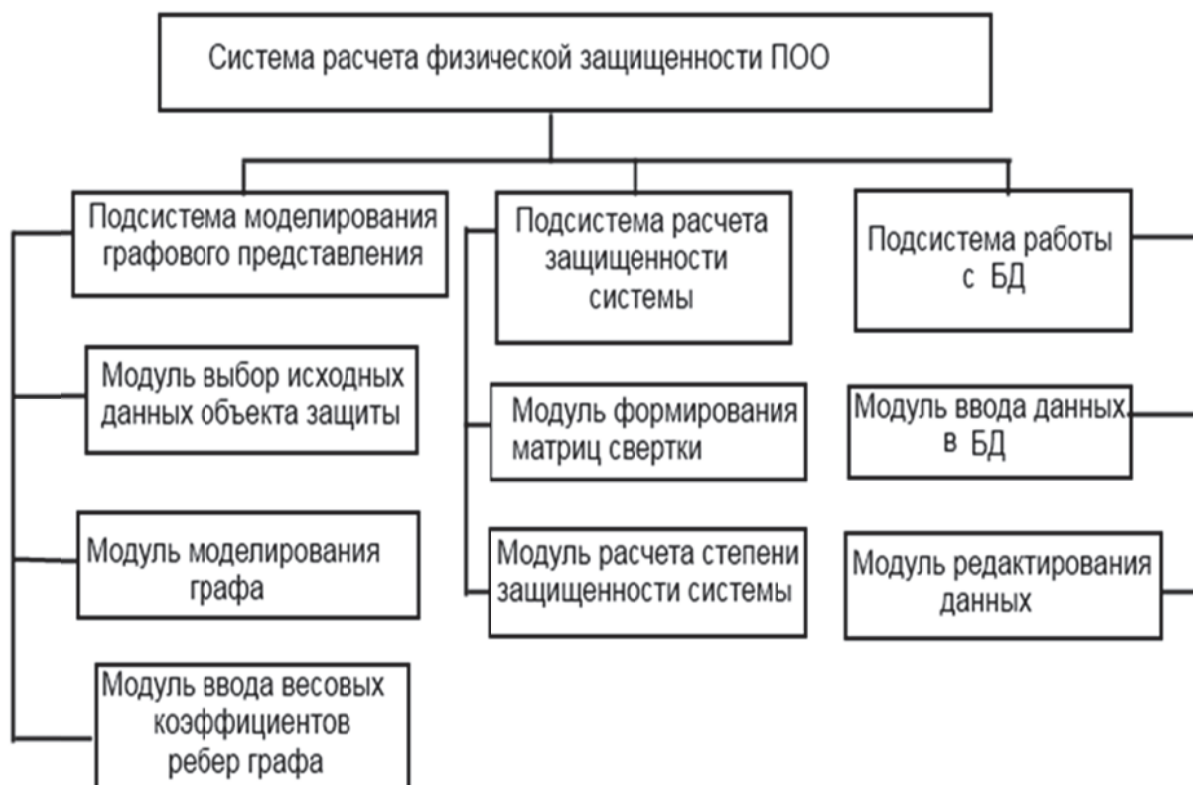 Система расчета физической защищенности ПОО
Подсистема моделирования
графового представления
Модуль выбор исходных
данных объекта защиты
Модуль моделирования
графа
Модуль ввода весовых
коэффициентов
ребер графа
Подсистема расчета
защищенности
системы
Модуль формирования
матриц свертки
Модуль расчета степени
защищенности системы
Подсистема работы
с БД
Модуль ввода данных
в БД
Модуль редактирования
данных